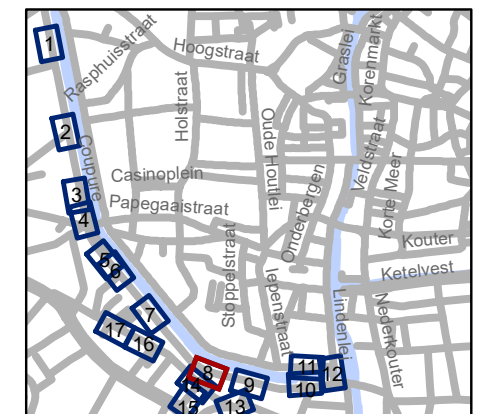 1
Rasphuisstraat
Hoogstraat
Graslei
Korenmarkt
2
Coupure
Holstraat
Oude Houtlei
Veldstraat
3
Casinoplein
Papegaaistraat
Onderbergen
Korte Meer
4
Kouter
5
6
Stoppelstraat
Iepenstraat
Ketelvest
7
17
16
Lindenlei
Nederkouter
8
14
9
11
12
10
15
13